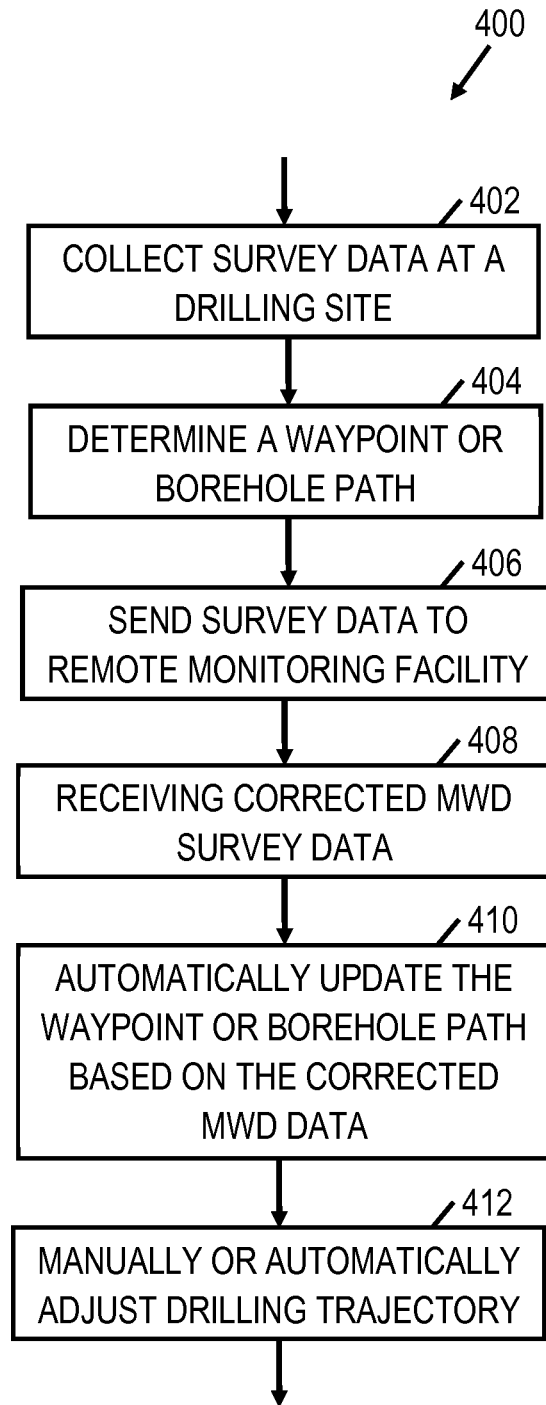 400
402
COLLECT SURVEY DATA AT A
DRILLING SITE
404
DETERMINE A WAYPOINT OR
BOREHOLE PATH
406
SEND SURVEY DATA TO
REMOTE MONITORING FACILITY
408
RECEIVING CORRECTED MWD
SURVEY DATA
410
AUTOMATICALLY UPDATE THE
WAYPOINT OR BOREHOLE PATH
BASED ON THE CORRECTED
MWD DATA
412
MANUALLY OR AUTOMATICALLY
ADJUST DRILLING TRAJECTORY